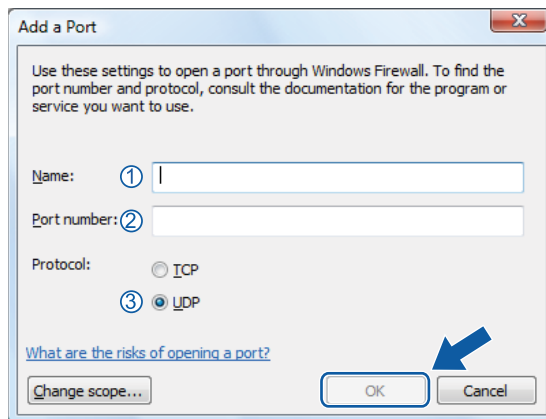 Add a Port
Use these settings to open a port through Windows Firewall. To find the
port number and protocol, consult the documentation for the program or
service you want to use.
Name: ①
Port number: ②
Protocol: TCP
③ UDP
What are the risks of opening a port?
Change scope... OK Cancel